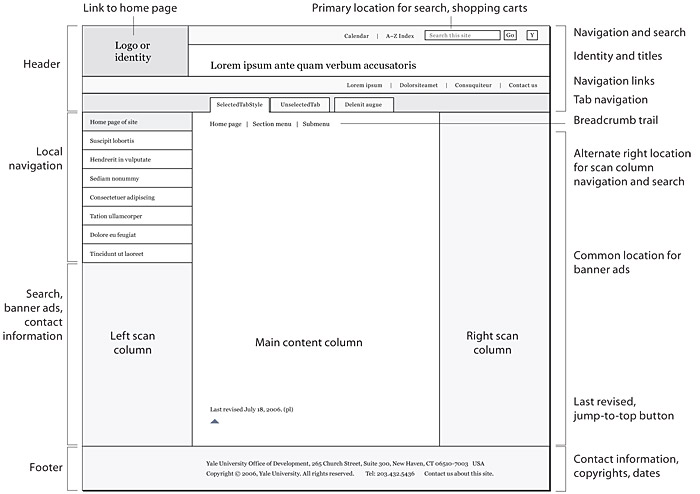 Link to home page
Primary location for search, shopping carts
Header
Logo or
identity
Calendar | A–Z Index
Search this site
Go
Y
Navigation and search
Lorem ipsum ante quam verbum accusatoris
Identity and titles
Lorem ipsum | Dolorsiteamet | Consuquiteur | Contact us
Navigation links
SelectedTabStyle
UnselectedTab
Delenit augue
Tab navigation
Home page | Section menu | Submenu
Breadcrumb trail
Local
navigation
Home page of site
Suscipit lobortis
Hendrerit in vulputate
Sediam nonummy
Consectetuer adipiscing
Tation ullamcorper
Dolore eu feugiat
Tincidunt ut laoreet
Alternate right location
for scan column
navigation and search
Common location for
banner ads
Search,
banner ads,
contact
information
Left scan
column
Main content column
Right scan
column
Last revised July 18, 2006. (pl)
Last revised,
jump-to-top button
Footer
Yale University Office of Development, 265 Church Street, Suite 300, New Haven, CT 06510-7003 USA
Copyright © 2006, Yale University. All rights reserved. Tel: 203.432.5436 Contact us about this site.
Contact information,
copyrights, dates